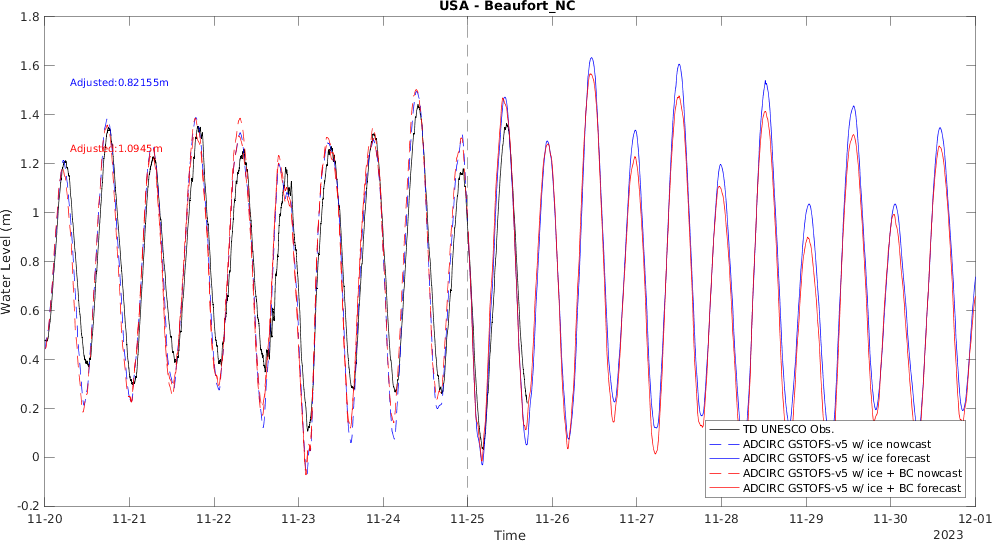 USA - Beaufort_NC
1.8
1.6
1.4
1.2
1
0.8
0.6
0.4
0.2
0
-0.2
Water Level (m)
Adjusted:0.82155m
Adjusted:1.0945m
TD UNESCO Obs.
ADCIRC GSTOFS-v5 w/ ice nowcast
ADCIRC GSTOFS-v5 w/ ice forecast
ADCIRC GSTOFS-v5 w/ ice + BC nowcast
ADCIRC GSTOFS-v5 w/ ice + BC forecast
11-20 11-21 11-22 11-23 11-24 11-25 11-26 11-27 11-28 11-29 11-30 12-01
Time
2023